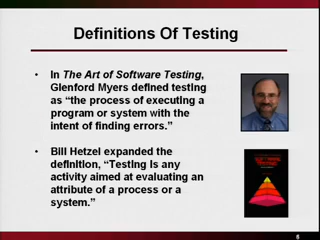 Definitions Of Testing
• In The Art of Software Testing,
Glenford Myers defined testing
as “the process of executing a
program or system with the
intent of finding errors.”
• Bill Hetzel expanded the
definition, “Testing is any
activity aimed at evaluating an
attribute of a process or a
system.”